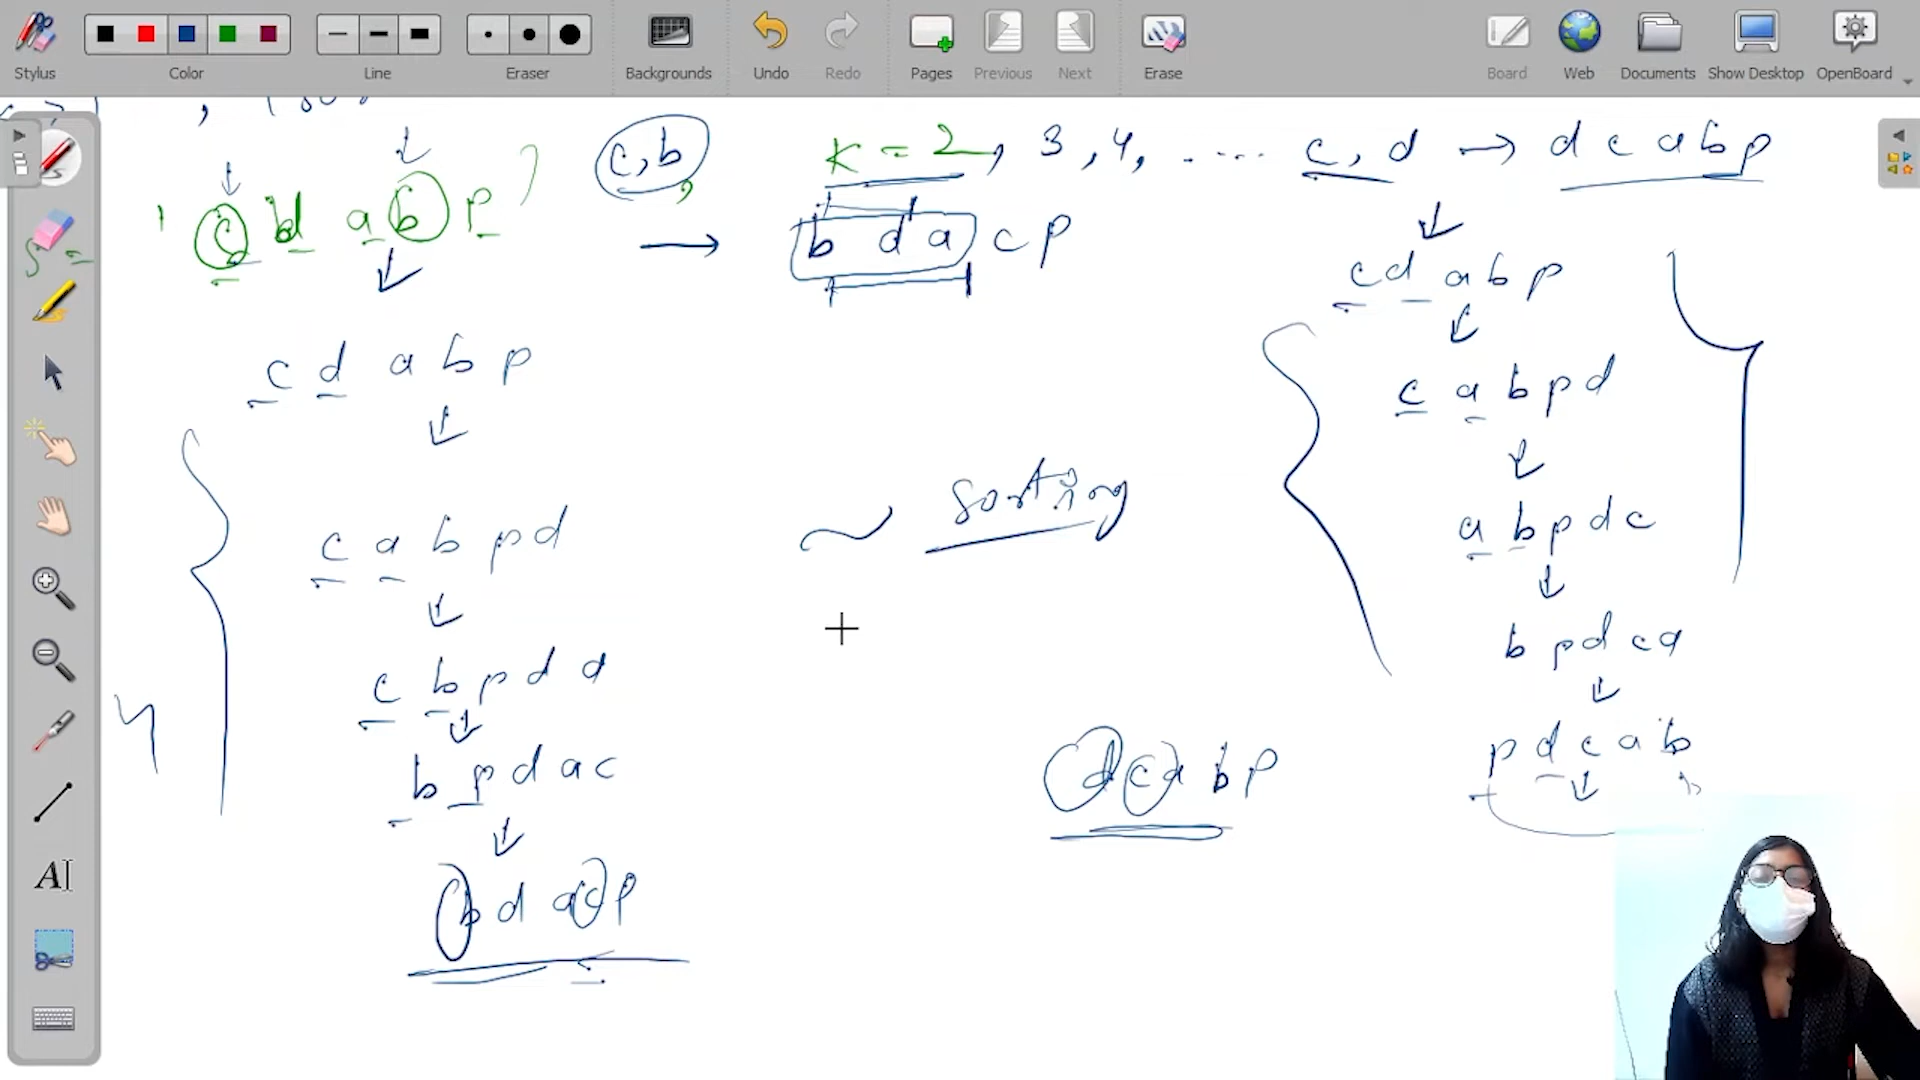 Stylus
Color
Line
Eraser
Backgrounds
Undo
Redo
Pages
Previous
Next
Erase
Board
Web
Documents
Show Desktop
OpenBoard
c, b
K = 2, 3, 4, ....
c, d → d c a b p
' c d a b p '
S =
→ b d a c p
c d a b p
c d a b p
c a b p d
c a b p d
sorting
a b p d c
c b p d a
b p d c a
b p d a c
d c a b p
p d c a b
b d a c p
AI